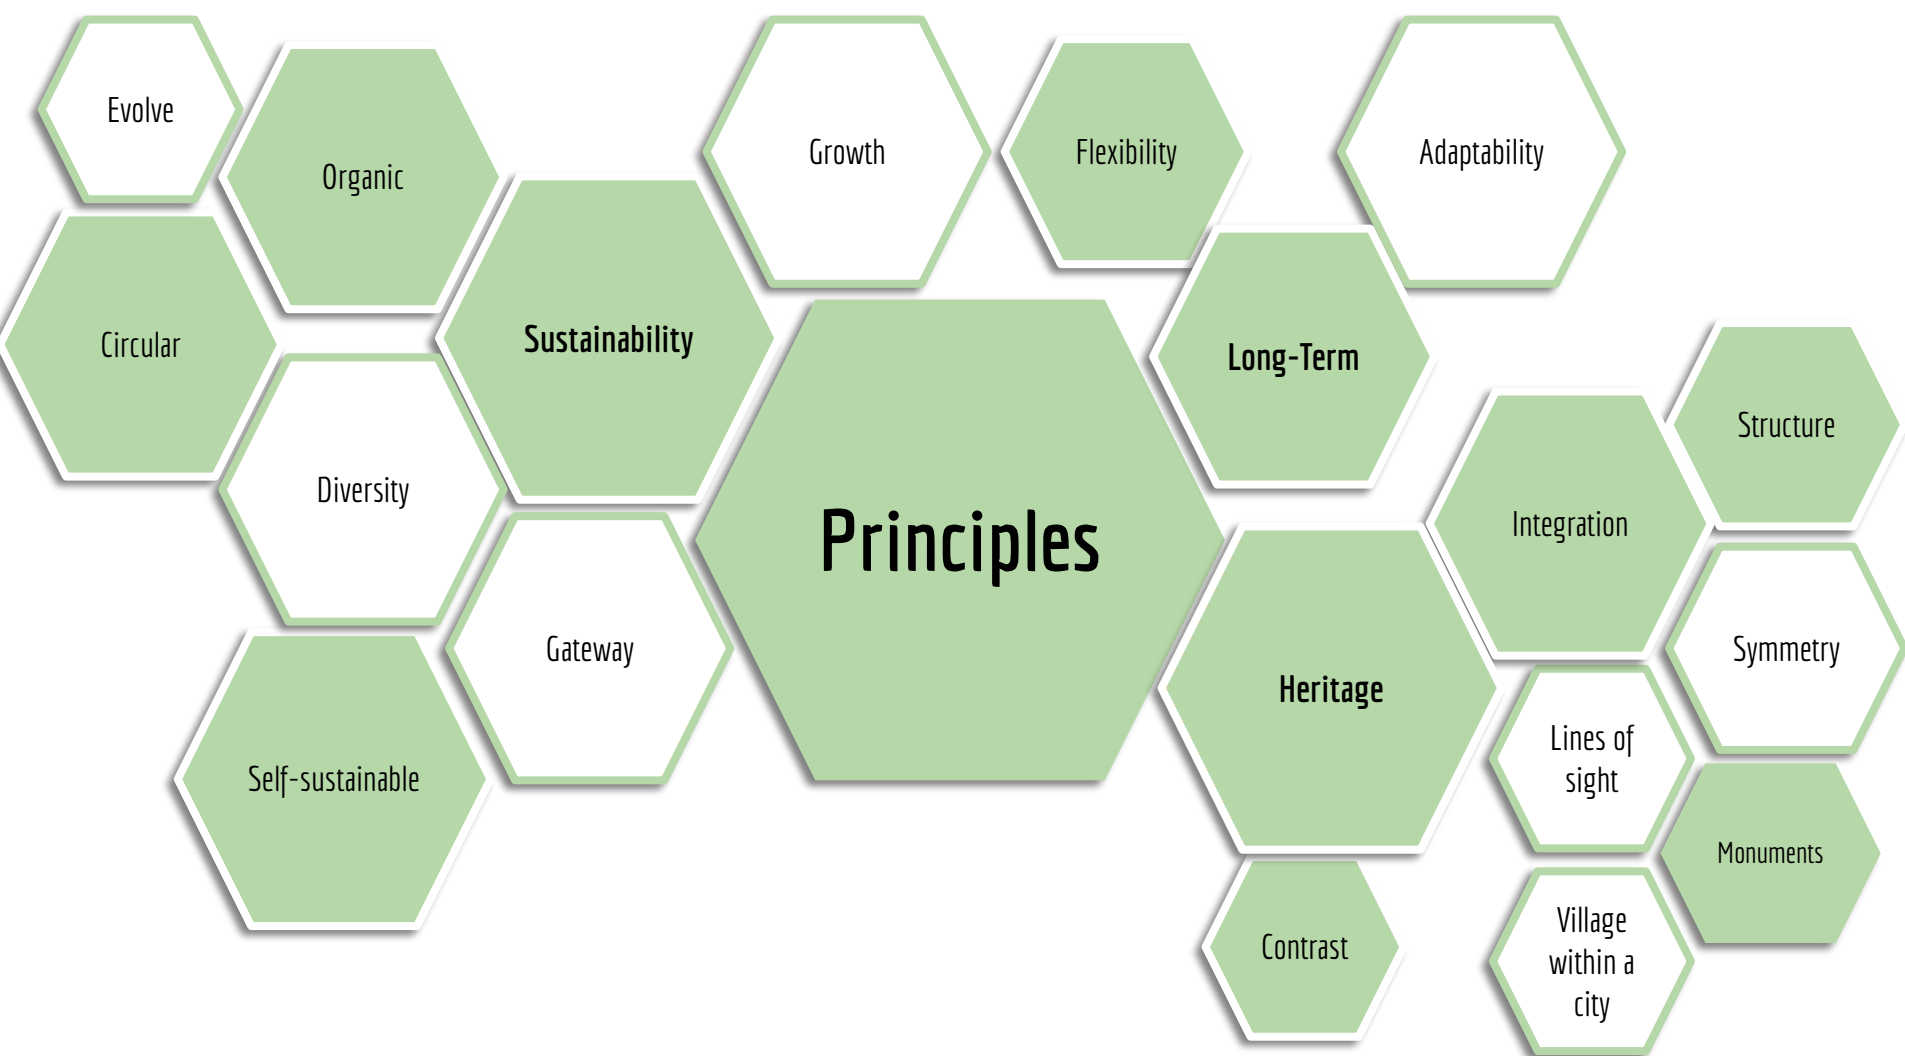 Evolve
Organic
Growth
Flexibility
Adaptability
Circular
Sustainability
Long-Term
Structure
Diversity
Integration
Principles
Gateway
Symmetry
Heritage
Lines of
sight
Self-sustainable
Monuments
Contrast
Village
within a
city